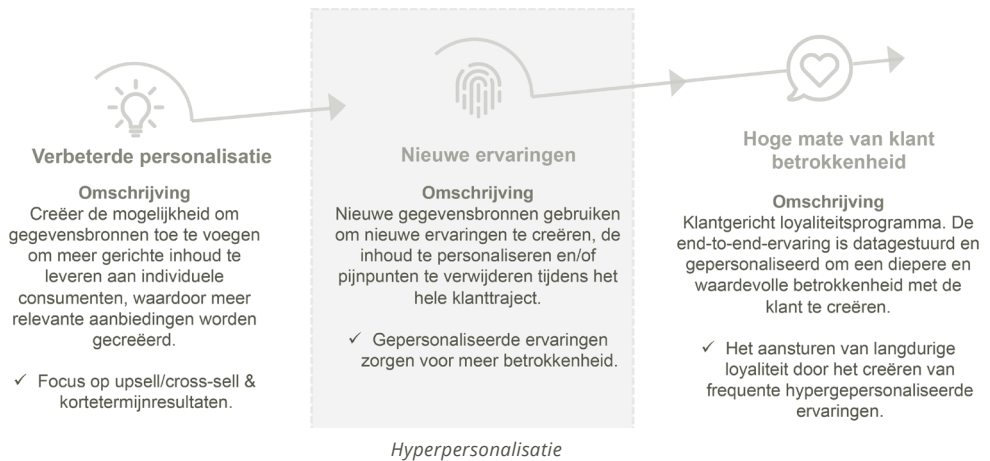 Verbeterde personalisatie
Omschrijving
Creëer de mogelijkheid om
gegevensbronnen toe te voegen
om meer gerichte inhoud te
leveren aan individuele
consumenten, waardoor meer
relevante aanbiedingen worden
gecreëerd.
✓ Focus op upsell/cross-sell &
kortetermijnresultaten.
Nieuwe ervaringen
Omschrijving
Nieuwe gegevensbronnen gebruiken
om nieuwe ervaringen te creëren, de
inhoud te personaliseren en/of
pijnpunten te verwijderen tijdens het
hele klanttraject.
✓ Gepersonaliseerde ervaringen
zorgen voor meer betrokkenheid.
Hoge mate van klant
betrokkenheid
Omschrijving
Klantgericht loyaliteitsprogramma. De
end-to-end-ervaring is datagestuurd en
gepersonaliseerd om een diepere en
waardevolle betrokkenheid met de
klant te creëren.
✓ Het aansturen van langdurige
loyaliteit door het creëren van
frequente hypergepersonaliseerde
ervaringen.
Hyperpersonalisatie